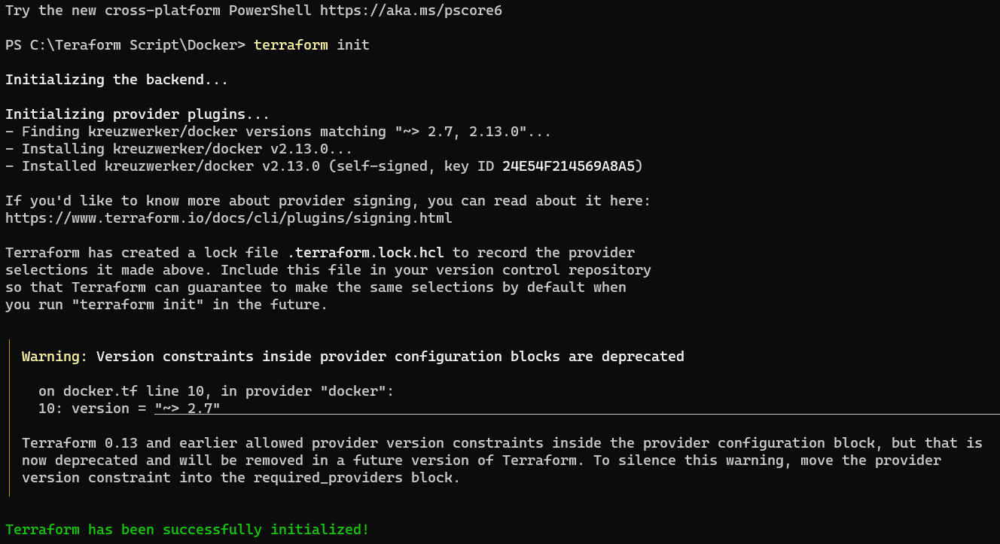 Try the new cross-platform PowerShell https://aka.ms/pscore6
PS C:\Teraform Script\Docker> terraform init
Initializing the backend...
Initializing provider plugins...
- Finding kreuzwerker/docker versions matching "~> 2.7, 2.13.0"...
- Installing kreuzwerker/docker v2.13.0...
- Installed kreuzwerker/docker v2.13.0 (self-signed, key ID 24E54F214569A8A5)
If you'd like to know more about provider signing, you can read about it here:
https://www.terraform.io/docs/cli/plugins/signing.html
Terraform has created a lock file .terraform.lock.hcl to record the provider
selections it made above. Include this file in your version control repository
so that Terraform can guarantee to make the same selections by default when
you run "terraform init" in the future.
Warning: Version constraints inside provider configuration blocks are deprecated
on docker.tf line 10, in provider "docker":
10: version = "~> 2.7"
Terraform 0.13 and earlier allowed provider version constraints inside the provider configuration block, but that is
now deprecated and will be removed in a future version of Terraform. To silence this warning, move the provider
version constraint into the required_providers block.
Terraform has been successfully initialized!